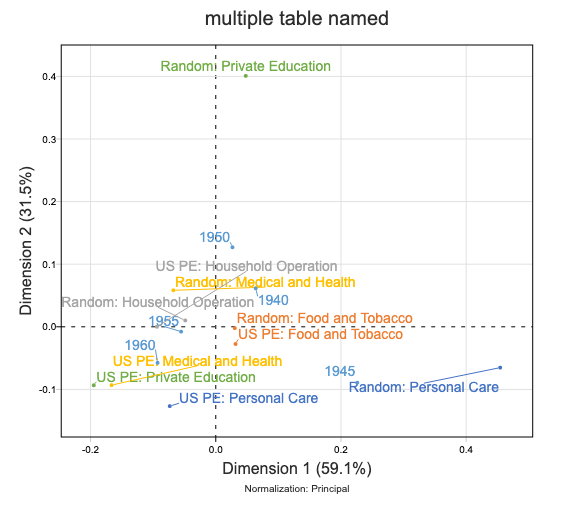 multiple table named
Dimension 2 (31.5%)
0.4
0.3
0.2
0.1
0.0
-0.1
Random: Private Education
1950
US PE: Household Operation
Random: Medical and Health
Random: Household Operation
1940
Random: Food and Tobacco
1955
US PE: Food and Tobacco
1960
US PE: Medical and Health
1945
US PE: Private Education
Random: Personal Care
US PE: Personal Care
-0.2
0.0
0.2
0.4
Dimension 1 (59.1%)
Normalization: Principal